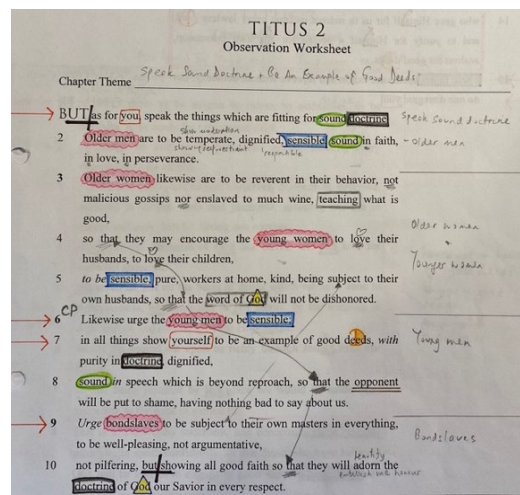 TITUS 2
Observation Worksheet
Chapter Theme Speak Sound Doctrine + Be An Example of Good Deeds
BUT as for you, speak the things which are fitting for sound doctrine. Speak Sound doctrine
show moderation
2 Older men are to be temperate, dignified, sensible, sound in faith, - older men
in love, in perseverance.
3 Older women likewise are to be reverent in their behavior, not
malicious gossips nor enslaved to much wine, teaching what is
good,
Older women
4 so that they may encourage the young women to love their
husbands, to love their children,
Younger women
5 to be sensible, pure, workers at home, kind, being subject to their
own husbands, so that the word of God will not be dishonored.
CP
6 Likewise urge the young men to be sensible;
7 in all things show yourself to be an example of good deeds, with Young men
purity in doctrine, dignified,
8 sound in speech which is beyond reproach, so that the opponent
will be put to shame, having nothing bad to say about us.
9 Urge bondslaves to be subject to their own masters in everything,
to be well-pleasing, not argumentative, Bondslaves
beautify
10 not pilfering, but showing all good faith so that they will adorn the
doctrine of God our Savior in every respect.